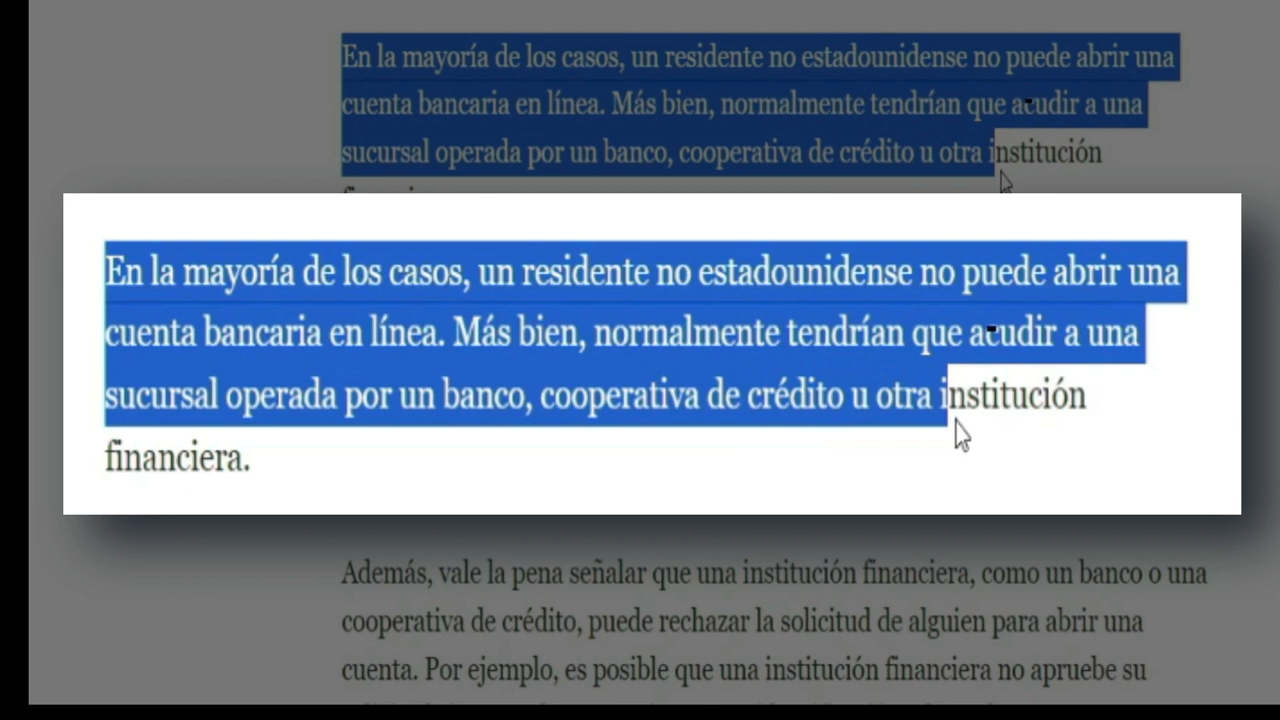 En la mayoría de los casos, un residente no estadounidense no puede abrir una
cuenta bancaria en línea. Más bien, normalmente tendrían que acudir a una
sucursal operada por un banco, cooperativa de crédito u otra institución
En la mayoría de los casos, un residente no estadounidense no puede abrir una
cuenta bancaria en línea. Más bien, normalmente tendrían que acudir a una
sucursal operada por un banco, cooperativa de crédito u otra institución
financiera.
Además, vale la pena señalar que una institución financiera, como un banco o una
cooperativa de crédito, puede rechazar la solicitud de alguien para abrir una
cuenta. Por ejemplo, es posible que una institución financiera no apruebe su